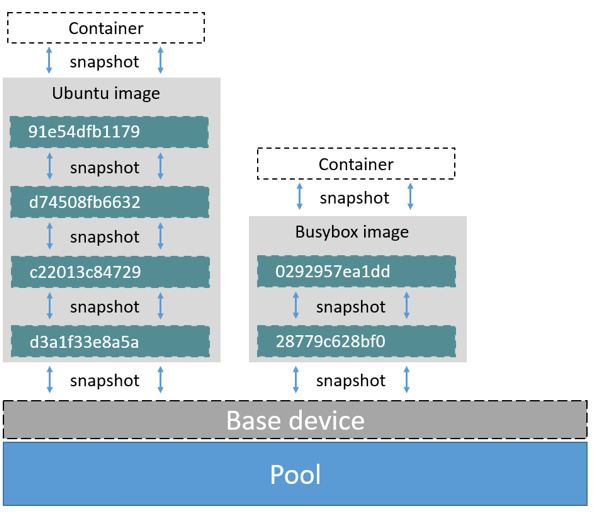 Container
snapshot
Ubuntu image
91e54dfb1179
snapshot
d74508fb6632
snapshot
c22013c84729
snapshot
d3a1f33e8a5a
snapshot
Container
snapshot
Busybox image
0292957ea1dd
snapshot
28779c628bf0
snapshot
Base device
Pool